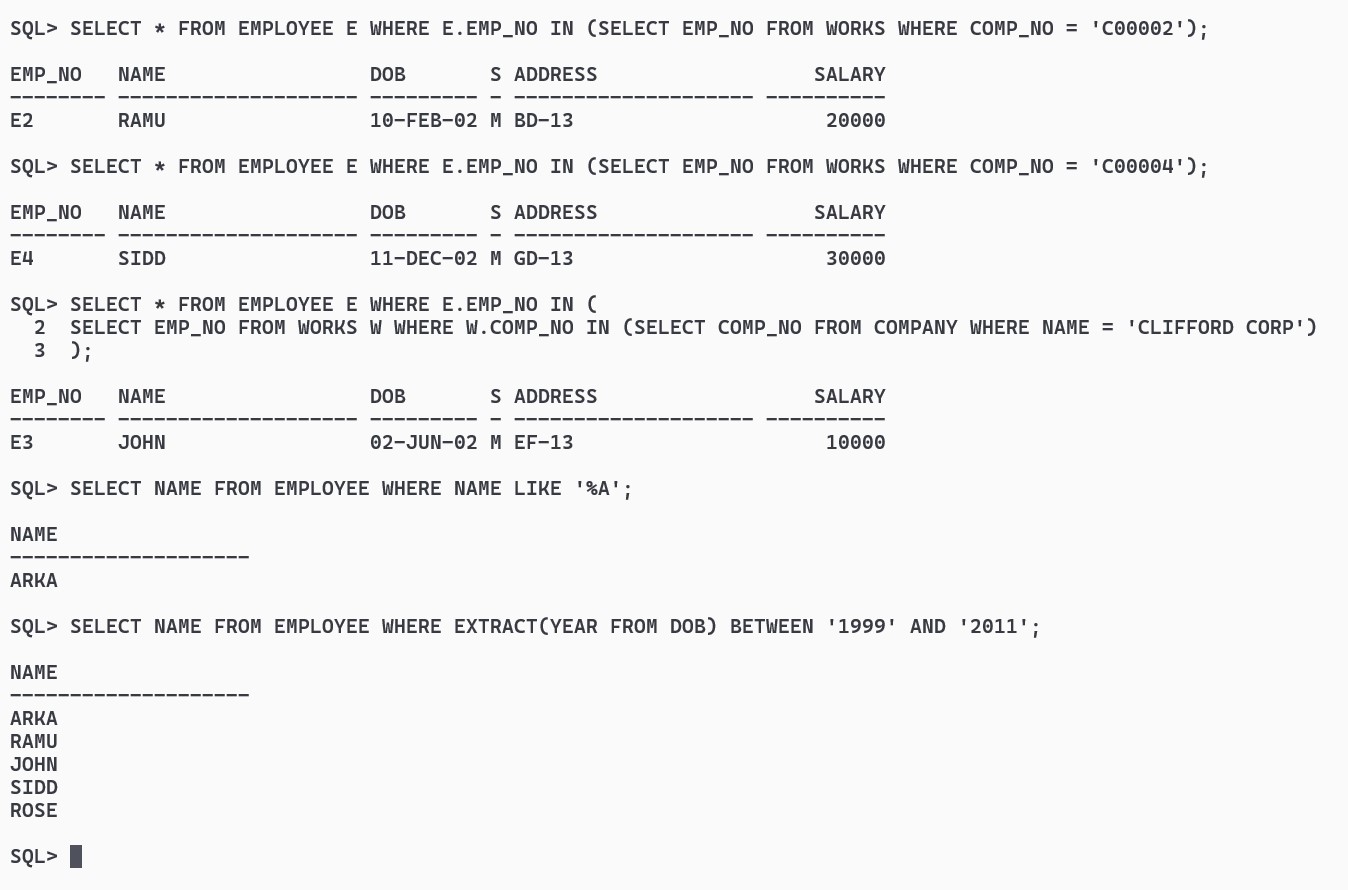 SQL> SELECT * FROM EMPLOYEE E WHERE E.EMP_NO IN (SELECT EMP_NO FROM WORKS WHERE COMP_NO = 'C00002');
EMP_NO   NAME                 DOB       S ADDRESS                  SALARY
-------- -------------------- --------- - -------------------- ----------
E2       RAMU                 10-FEB-02 M BD-13                     20000
SQL> SELECT * FROM EMPLOYEE E WHERE E.EMP_NO IN (SELECT EMP_NO FROM WORKS WHERE COMP_NO = 'C00004');
EMP_NO   NAME                 DOB       S ADDRESS                  SALARY
-------- -------------------- --------- - -------------------- ----------
E4       SIDD                 11-DEC-02 M GD-13                     30000
SQL> SELECT * FROM EMPLOYEE E WHERE E.EMP_NO IN (
  2  SELECT EMP_NO FROM WORKS W WHERE W.COMP_NO IN (SELECT COMP_NO FROM COMPANY WHERE NAME = 'CLIFFORD CORP')
  3  );
EMP_NO   NAME                 DOB       S ADDRESS                  SALARY
-------- -------------------- --------- - -------------------- ----------
E3       JOHN                 02-JUN-02 M EF-13                     10000
SQL> SELECT NAME FROM EMPLOYEE WHERE NAME LIKE '%A';
NAME
--------------------
ARKA
SQL> SELECT NAME FROM EMPLOYEE WHERE EXTRACT(YEAR FROM DOB) BETWEEN '1999' AND '2011';
NAME
--------------------
ARKA
RAMU
JOHN
SIDD
ROSE
SQL>